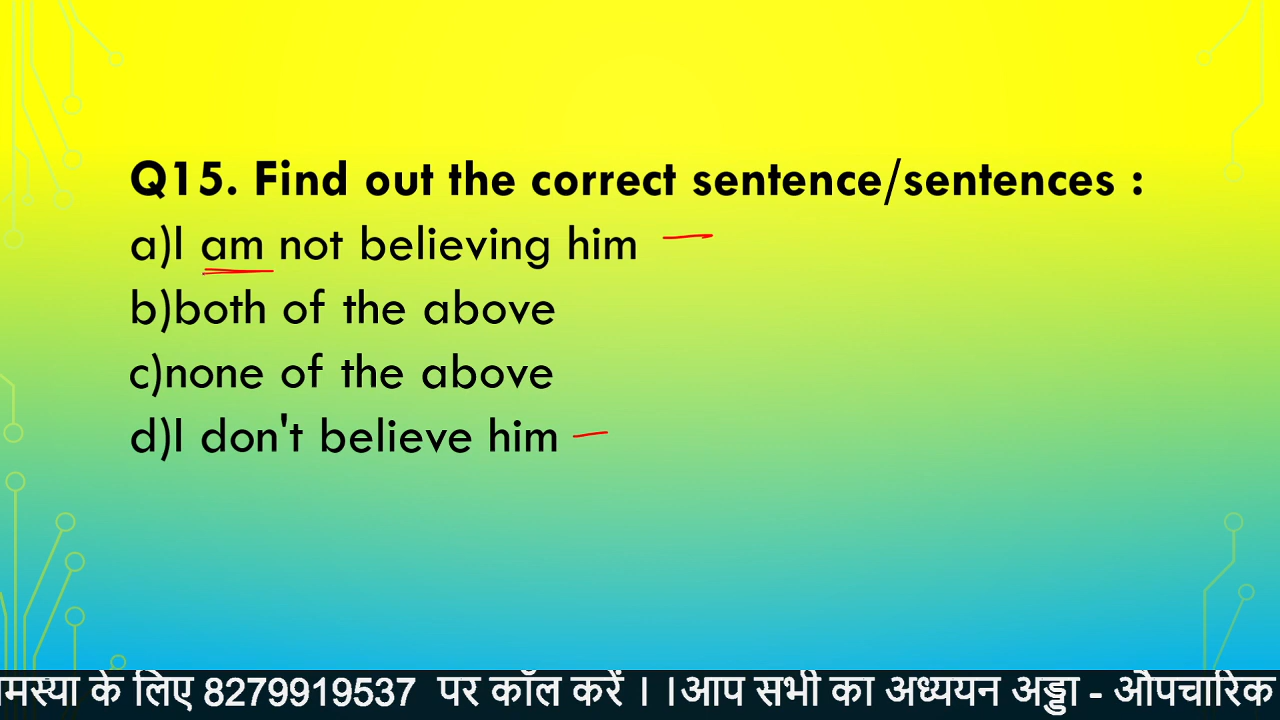 Q15. Find out the correct sentence/sentences :
a)I am not believing him
b)both of the above
c)none of the above
d)I don't believe him
के लिए 8279919537 पर कॉल करें । ।आप सभी का अध्ययन अड्डा - औपचारिक